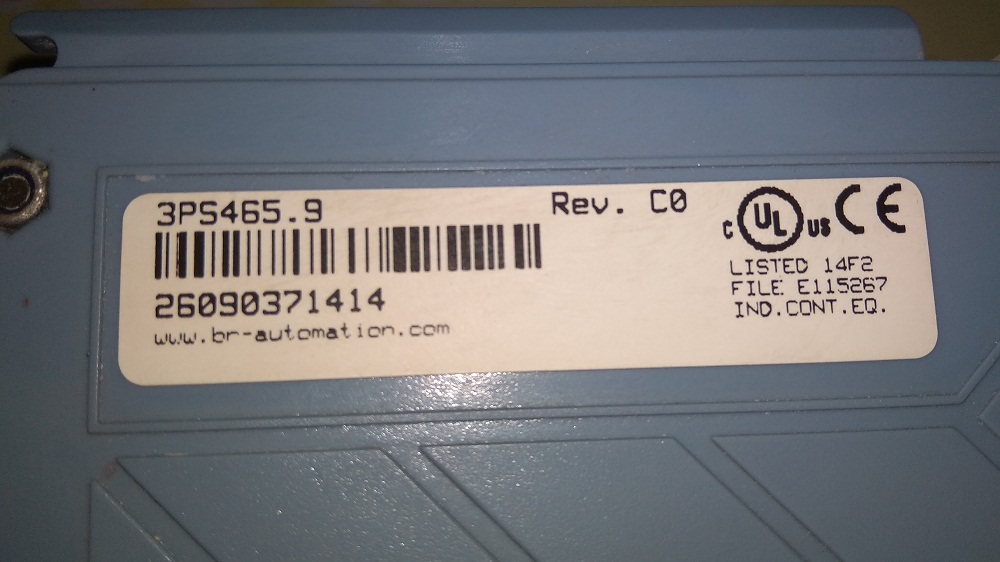 3PS465.9 Rev. C0
26090371414
www.br-automation.com
C UL US CE
LISTED 14F2
FILE E115267
IND.CONT.EQ.